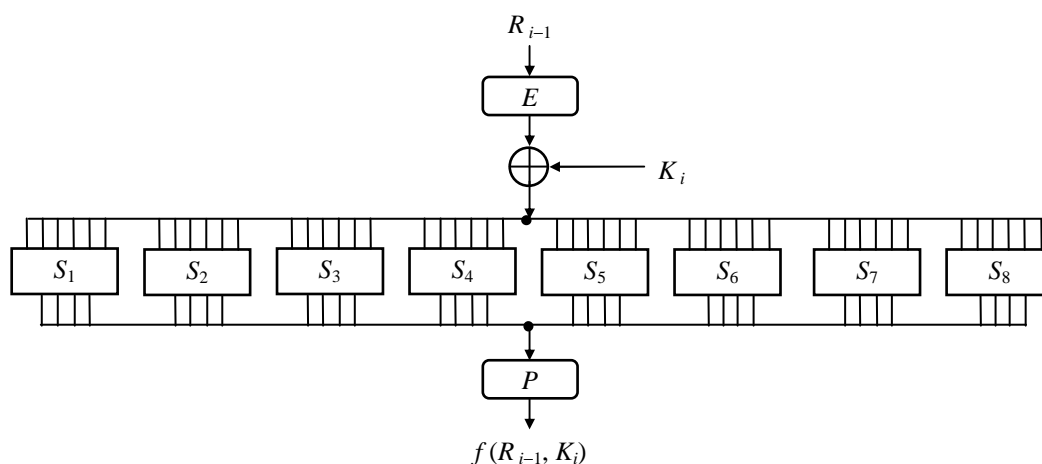 R i–1
E
K i
S1 S2 S3 S4 S5 S6 S7 S8
P
f (R i–1, Ki)